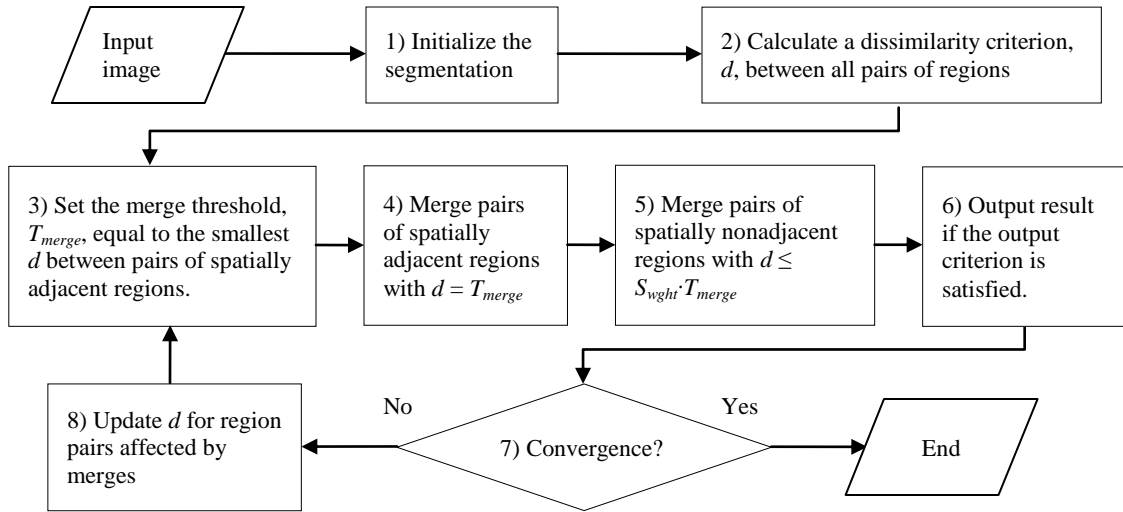 Input
image
1) Initialize the
segmentation
2) Calculate a dissimilarity criterion,
d, between all pairs of regions
3) Set the merge threshold,
Tmerge, equal to the smallest
d between pairs of spatially
adjacent regions.
4) Merge pairs
of spatially
adjacent regions
with d = Tmerge
5) Merge pairs of
spatially nonadjacent
regions with d ≤
Swght·Tmerge
6) Output result
if the output
criterion is
satisfied.
7) Convergence?
No
Yes
8) Update d for region
pairs affected by
merges
End